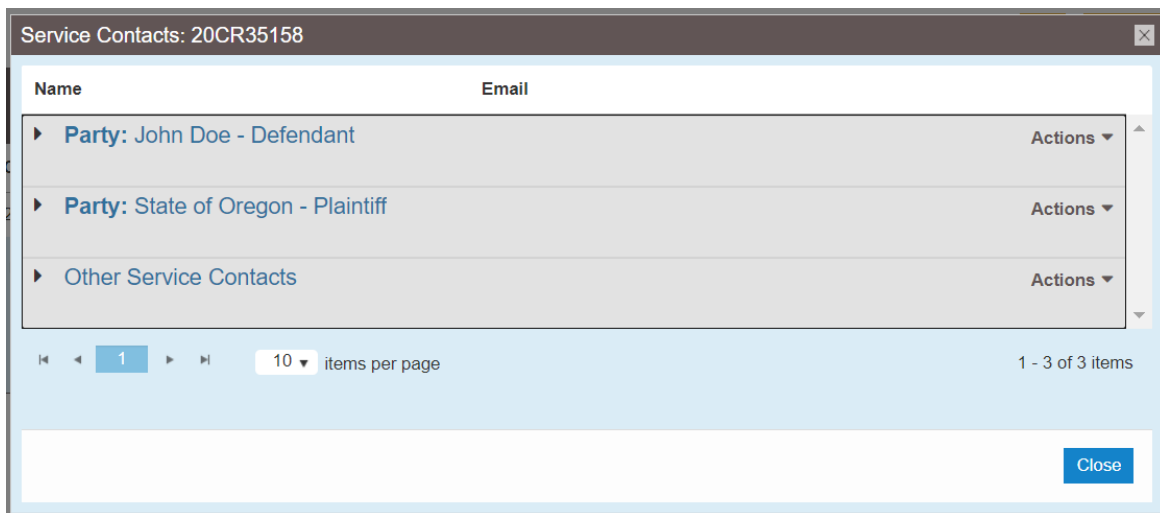 Service Contacts: 20CR35158
Name Email
Party: John Doe - Defendant Actions
Party: State of Oregon - Plaintiff Actions
Other Service Contacts Actions
1 10 items per page 1 - 3 of 3 items
Close